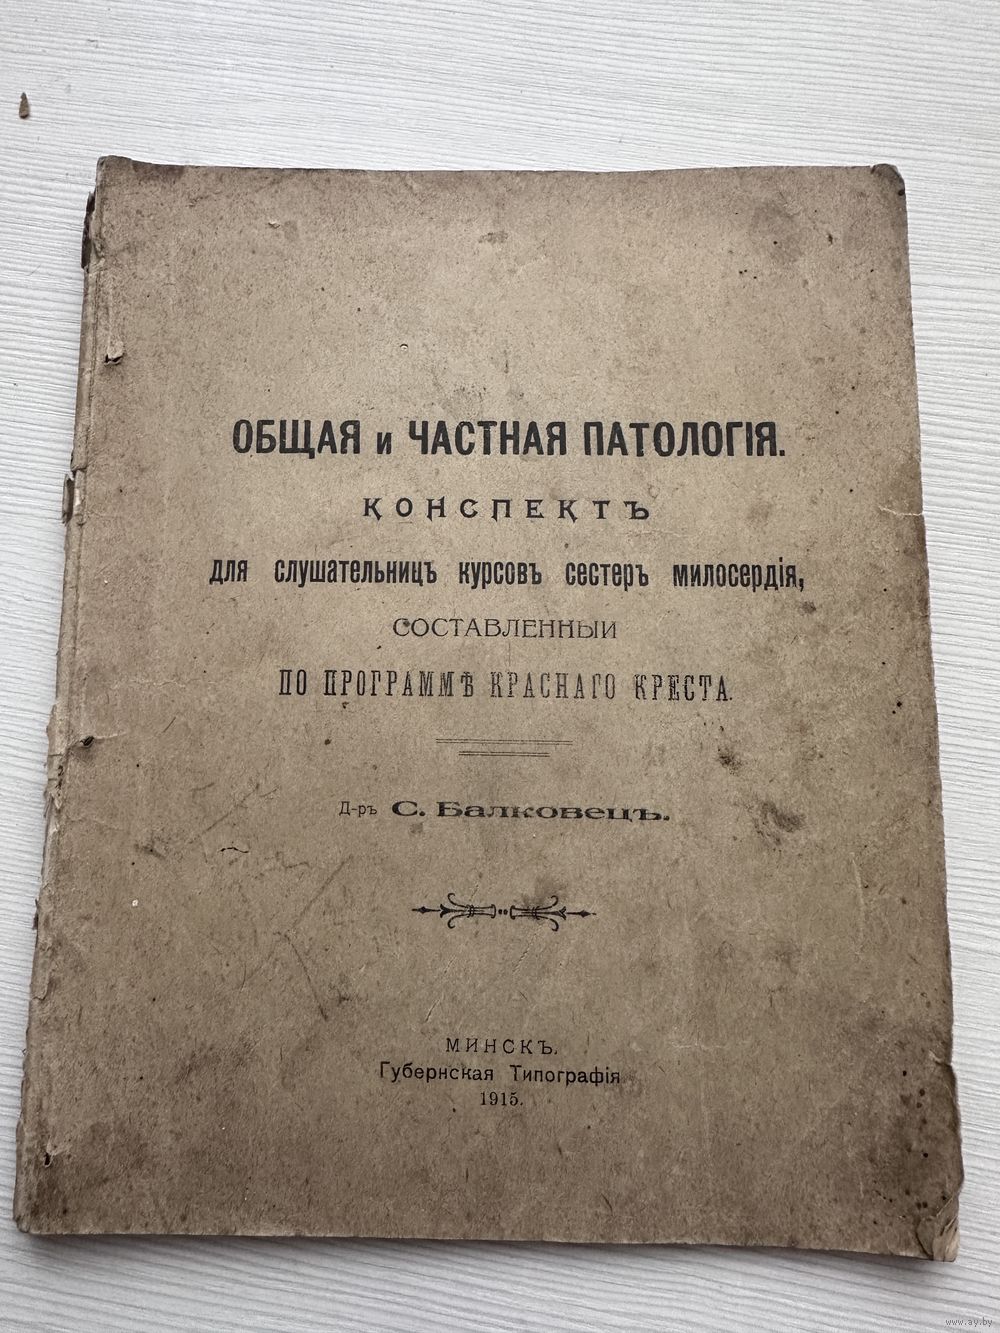 ОБЩАЯ и ЧАСТНАЯ ПАТОЛОГІЯ.
КОНСПЕКТЪ
для слушательницъ курсовъ сестеръ милосердія,
СОСТАВЛЕННЫИ
ПО ПРОГРАММѢ КРАСНАГО КРЕСТА.
Д-ръ С. Балковецъ.
МИНСКЪ.
Губернская Типографія
1915.
www.ay.by